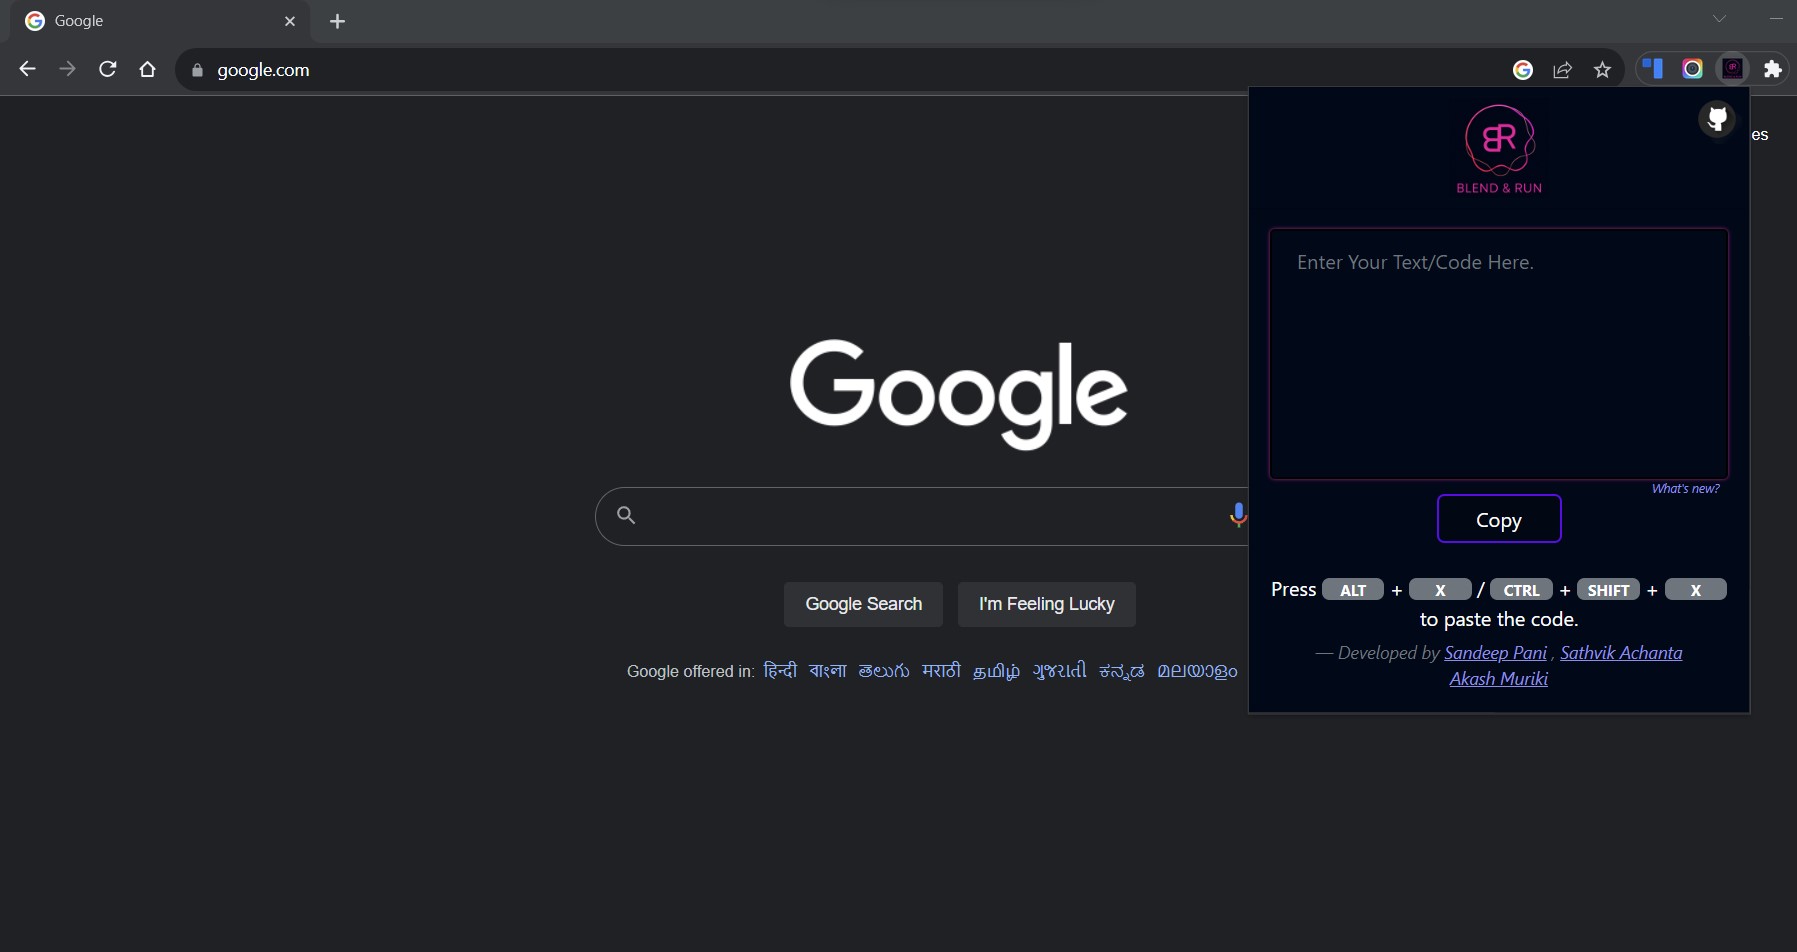 Google
google.com
es
BR
BLEND & RUN
Enter Your Text/Code Here.
What's new?
Copy
Press ALT + X / CTRL + SHIFT + X
to paste the code.
— Developed by Sandeep Pani , Sathvik Achanta
Akash Muriki
Google
Google Search I'm Feeling Lucky
Google offered in: हिन्दी বাংলা తెలుగు मराठी தமிழ் ગુજરાતી ಕನ್ನಡ മലയാളം